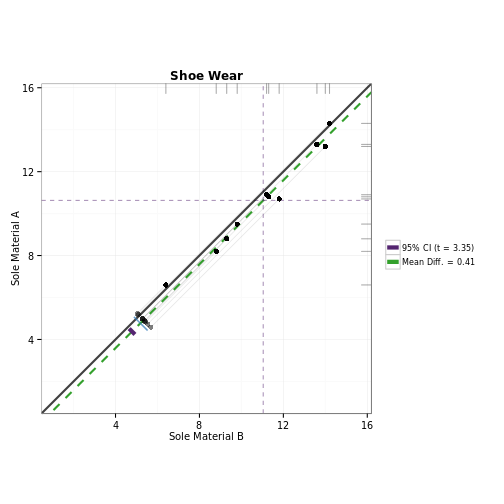 Shoe Wear
16
12
8
4
Sole Material A
4 8 12 16
Sole Material B
95% CI (t = 3.35)
Mean Diff. = 0.41